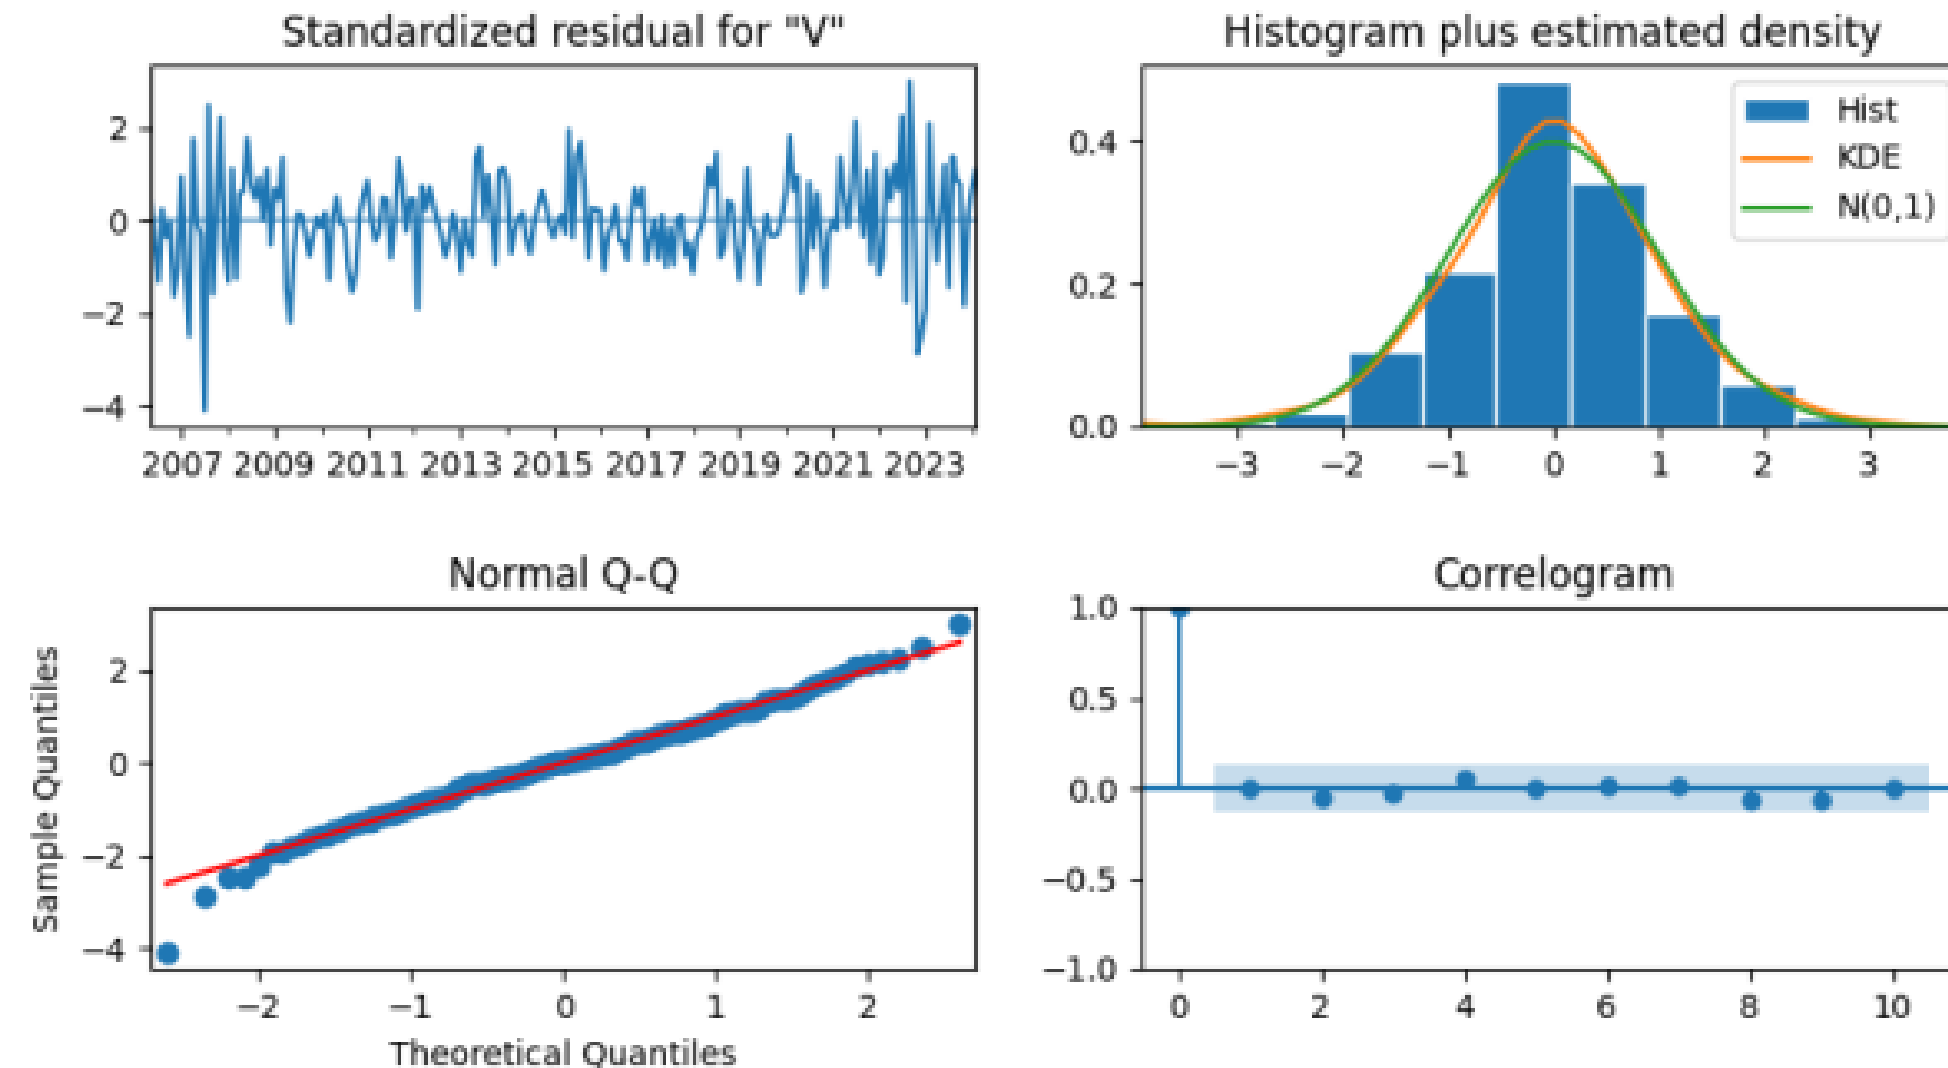 Standardized residual for "V"
2
0
−2
−4
2007 2009 2011 2013 2015 2017 2019 2021 2023
Histogram plus estimated density
Hist
KDE
N(0,1)
0.4
0.2
0.0
−3 −2 −1 0 1 2 3
Normal Q-Q
Sample Quantiles
2
0
−2
−4
−2 −1 0 1 2
Theoretical Quantiles
Correlogram
1.0
0.5
0.0
−0.5
−1.0
0 2 4 6 8 10